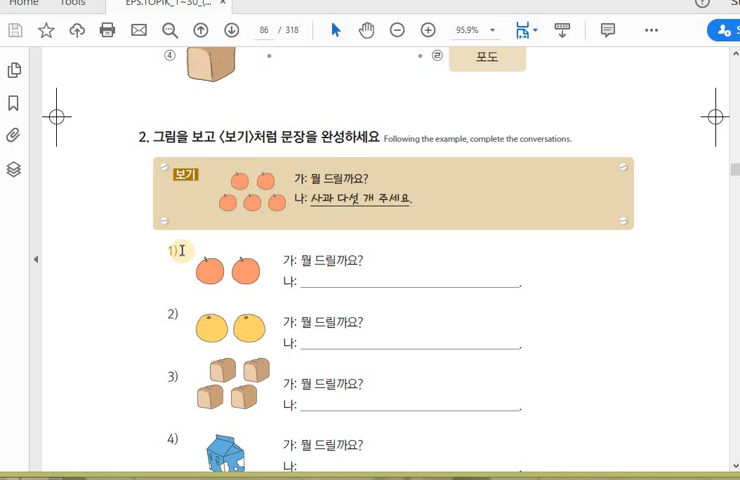 Home Tools EPS.TOPIK_1~30_(... ×
86 / 318 95.9%
④ • • ㉣ 포도
2. 그림을 보고 <보기>처럼 문장을 완성하세요 Following the example, complete the conversations.
보기 가: 뭘 드릴까요?
나: 사과 다섯 개 주세요.
1) 가: 뭘 드릴까요?
나: .
2) 가: 뭘 드릴까요?
나: .
3) 가: 뭘 드릴까요?
나: .
4) 가: 뭘 드릴까요?
나: .